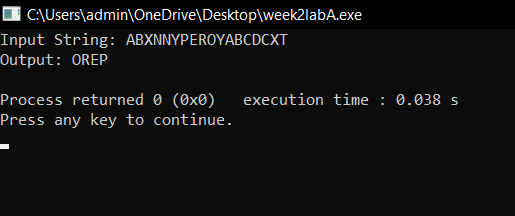 C:\Users\admin\OneDrive\Desktop\week2labA.exe
Input String: ABXNNYPEROYABCDCXT
Output: OREP
Process returned 0 (0x0)   execution time : 0.038 s
Press any key to continue.